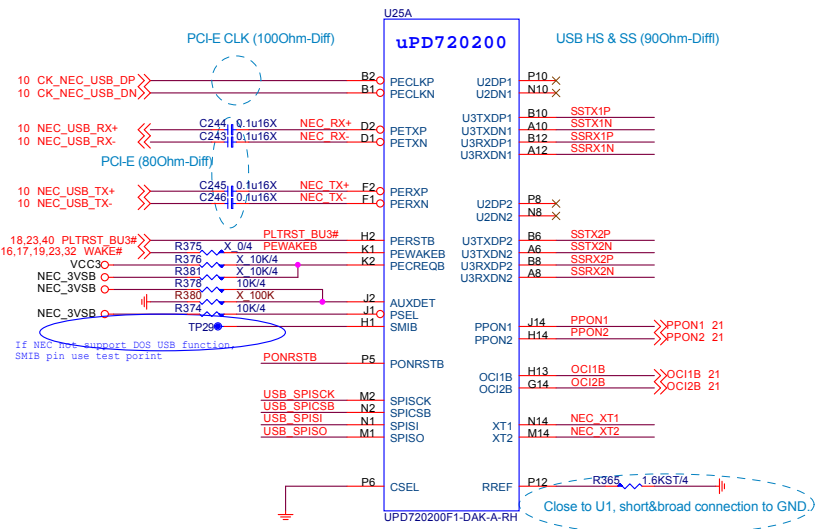 U25A
PCI-E CLK (100Ohm-Diff)
uPD720200
USB HS & SS (90Ohm-Diffl)
10 CK_NEC_USB_DP B2 PECLKP U2DP1 P10
10 CK_NEC_USB_DN B1 PECLKN U2DN1 N10
U3TXDP1 B10 SSTX1P
10 NEC_USB_RX+ C244 0.1u16X NEC_RX+ D2 PETXP U3TXDN1 A10 SSTX1N
10 NEC_USB_RX- C243 0.1u16X NEC_RX- D1 PETXN U3RXDP1 B12 SSRX1P
U3RXDN1 A12 SSRX1N
PCI-E (80Ohm-Diff)
10 NEC_USB_TX+ C245 0.1u16X NEC_TX+ F2 PERXP U2DP2 P8
10 NEC_USB_TX- C246 0.1u16X NEC_TX- F1 PERXN U2DN2 N8
18,23,40 PLTRST_BU3# PLTRST_BU3# H2 PERSTB U3TXDP2 B6 SSTX2P
16,17,19,23,32 WAKE# R375 X_0/4 PEWAKEB K1 PEWAKEB U3TXDN2 A6 SSTX2N
VCC3 R376 X_10K/4 K2 PECREQB U3RXDP2 B8 SSRX2P
NEC_3VSB R381 X_10K/4 U3RXDN2 A8 SSRX2N
R378 10K/4
R380 X_100K J2 AUXDET
NEC_3VSB R374 10K/4 J1 PSEL
TP29 H1 SMIB PPON1 J14 PPON1 PPON1 21
PPON2 H14 PPON2 PPON2 21
If NEC not support DOS USB function,
SMIB pin use test porint
PONRSTB P5 PONRSTB
OCI1B H13 OCI1B OCI1B 21
OCI2B G14 OCI2B OCI2B 21
USB_SPISCK M2 SPISCK
USB_SPICSB N2 SPICSB
USB_SPISI N1 SPISI XT1 N14 NEC_XT1
USB_SPISO M1 SPISO XT2 M14 NEC_XT2
P6 CSEL RREF P12 R365 1.6KST/4
Close to U1, short&broad connection to GND.
UPD720200F1-DAK-A-RH